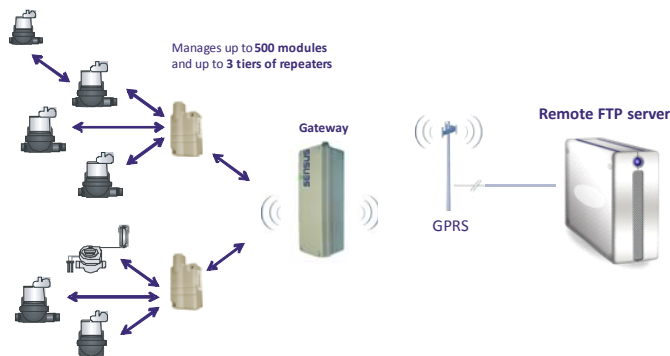 Manages up to 500 modules
and up to 3 tiers of repeaters
Gateway
SENSUS
Remote FTP server
GPRS